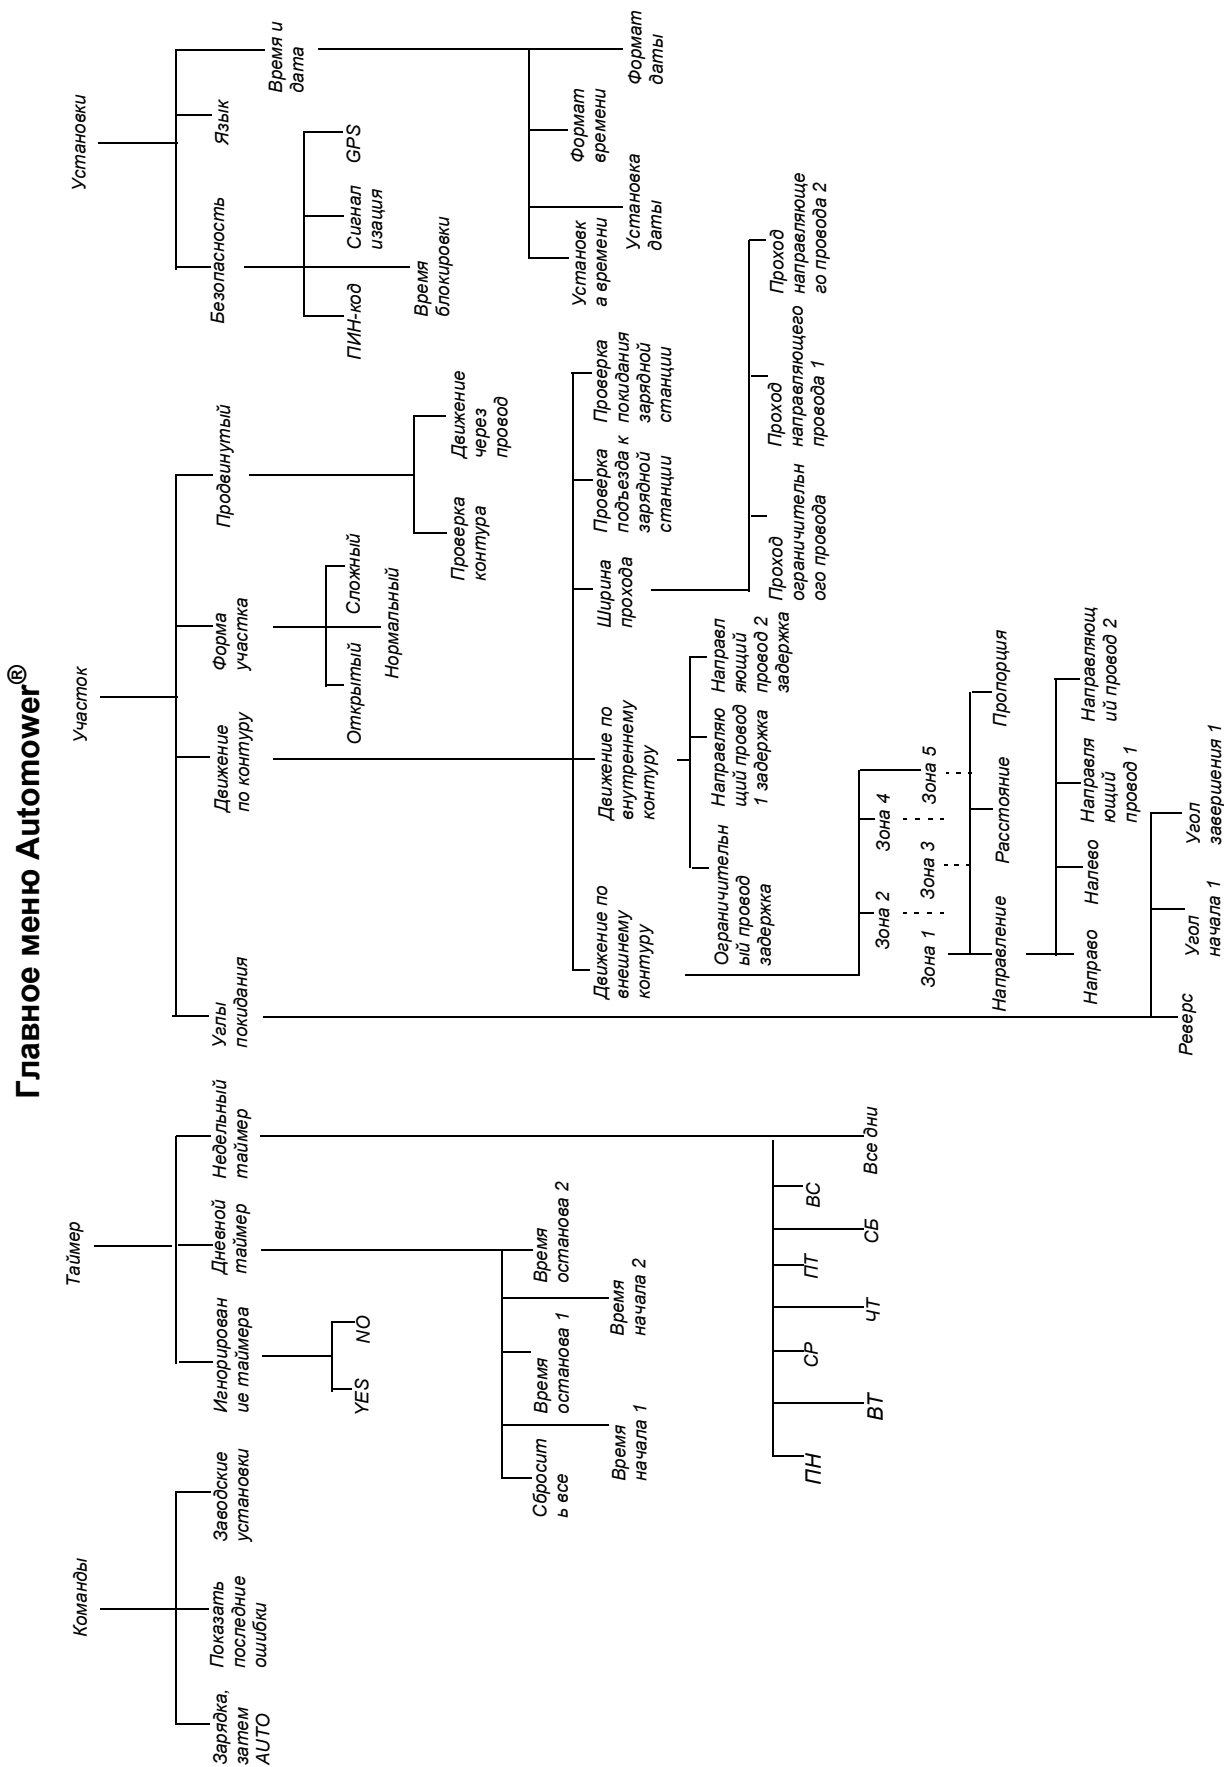 Главное меню Automower®
Команды
Зарядка,
затем
AUTO
Показать
последние
ошибки
Заводские
установки
Таймер
Игнорирован
ие таймера
YES
NO
Дневной
таймер
Сбросит
ь все
Время
начала 1
Время
останова 1
Время
начала 2
Время
останова 2
Недельный
таймер
ПН
ВТ
СР
ЧТ
ПТ
СБ
ВС
Все дни
Участок
Углы
покидания
Реверс
Угол
начала 1
Угол
завершения 1
Движение
по контуру
Движение по
внешнему
контуру
Зона 1
Зона 2
Зона 3
Зона 4
Зона 5
Направление
Расстояние
Пропорция
Направо
Налево
Направля
ющий
провод 1
Направляющ
ий провод 2
Движение по
внутреннему
контуру
Ограничительн
ый провод
задержка
Направляю
щий провод
1 задержка
Направл
яющий
провод 2
задержка
Ширина
прохода
Проход
ограничительн
ого провода
Проход
направляющего
провода 1
Проход
направляюще
го провода 2
Проверка
подъезда к
зарядной
станции
Проверка
покидания
зарядной
станции
Форма
участка
Открытый
Нормальный
Сложный
Продвинутый
Проверка
контура
Движение
через
провод
Установки
Безопасность
ПИН-код
Время
блокировки
Сигнал
изация
GPS
Язык
Время и
дата
Установк
а времени
Установка
даты
Формат
времени
Формат
даты